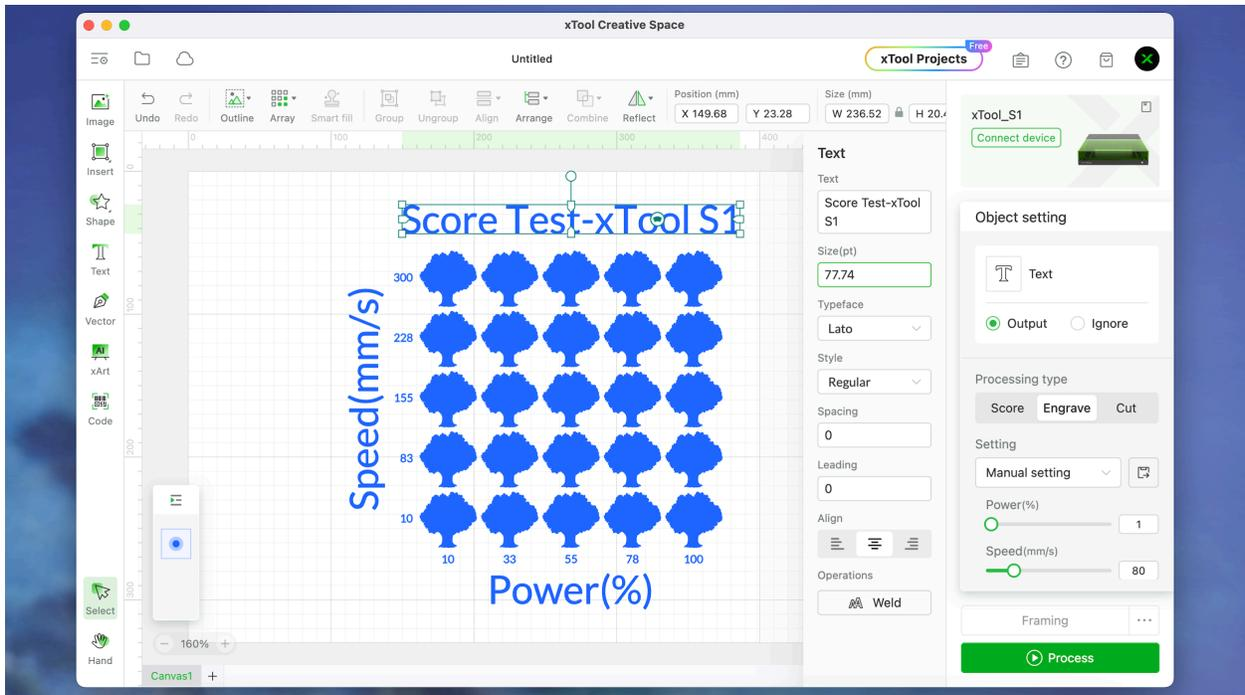 xTool Creative Space
Untitled
Free
xTool Projects
Undo
Redo
Outline
Array
Smart fill
Group
Ungroup
Align
Arrange
Combine
Reflect
Position (mm)
X 149.68
Y 23.28
Size (mm)
W 236.52
H 20.4
Image
Insert
Shape
Text
Vector
AI
xArt
Code
Select
Hand
0
100
200
300
400
0
100
200
300
Score Test-xTool S1
Speed(mm/s)
300
228
155
83
10
10 33 55 78 100
Power(%)
160%
Canvas1
Text
Text
Score Test-xTool
S1
Size(pt)
77.74
Typeface
Lato
Style
Regular
Spacing
0
Leading
0
Align
Operations
Weld
xTool_S1
Connect device
Object setting
Text
Output
Ignore
Processing type
Score
Engrave
Cut
Setting
Manual setting
Power(%)
1
Speed(mm/s)
80
Framing
Process